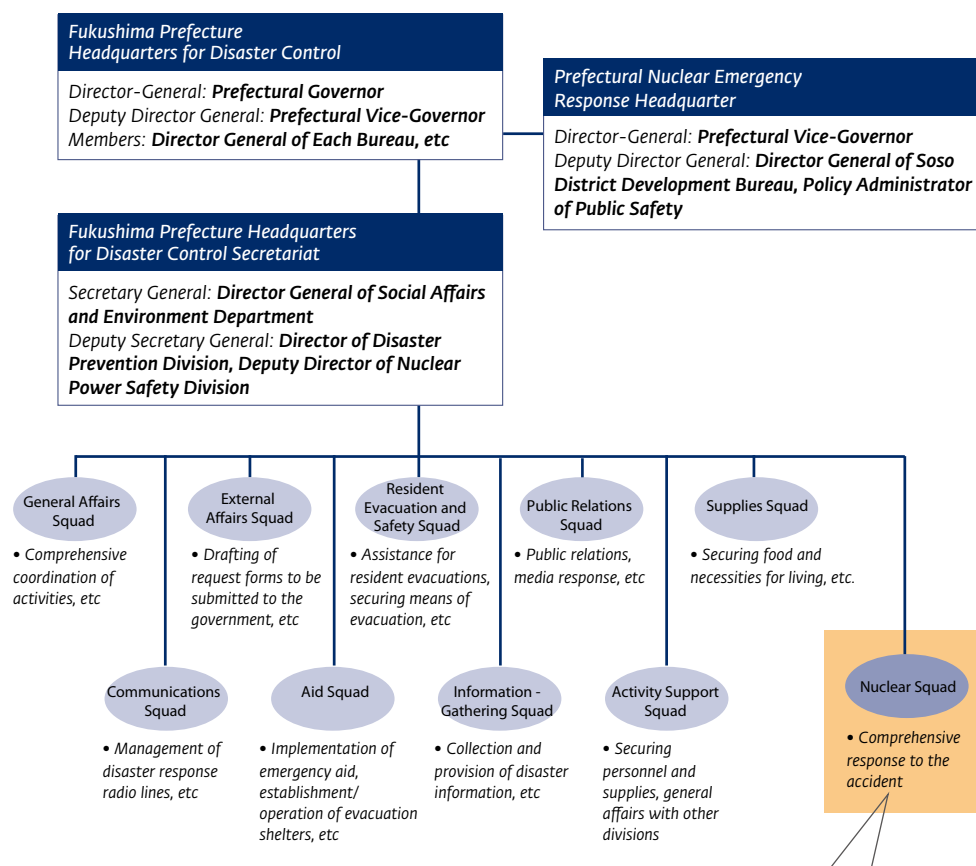 Fukushima Prefecture
Headquarters for Disaster Control
Director-General: Prefectural Governor
Deputy Director General: Prefectural Vice-Governor
Members: Director General of Each Bureau, etc
Prefectural Nuclear Emergency
Response Headquarter
Director-General: Prefectural Vice-Governor
Deputy Director General: Director General of Soso
District Development Bureau, Policy Administrator
of Public Safety
Fukushima Prefecture Headquarters
for Disaster Control Secretariat
Secretary General: Director General of Social Affairs
and Environment Department
Deputy Secretary General: Director of Disaster
Prevention Division, Deputy Director of Nuclear
Power Safety Division
General Affairs
Squad
• Comprehensive
coordination of
activities, etc
External
Affairs Squad
• Drafting of
request forms to be
submitted to the
government, etc
Resident
Evacuation and
Safety Squad
• Assistance for
resident evacuations,
securing means of
evacuation, etc
Public Relations
Squad
• Public relations,
media response, etc
Supplies Squad
• Securing food and
necessities for living, etc.
Communications
Squad
• Management of
disaster response
radio lines, etc
Aid Squad
• Implementation of
emergency aid,
establishment/
operation of evacuation
shelters, etc
Information -
Gathering Squad
• Collection and
provision of disaster
information, etc
Activity Support
Squad
• Securing
personnel and
supplies, general
affairs with other
divisions
Nuclear Squad
• Comprehensive
response to the
accident